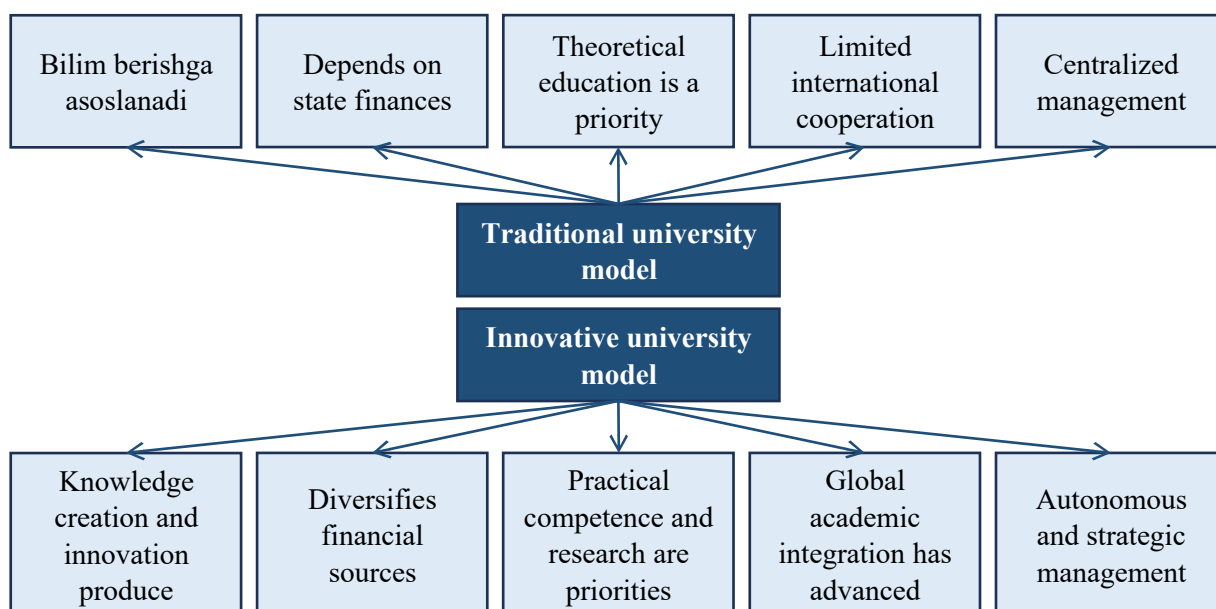 Bilim berishga
asoslanadi
Depends on
state finances
Theoretical
education is a
priority
Limited
international
cooperation
Centralized
management
Traditional university
model
Innovative university
model
Knowledge
creation and
innovation
produce
Diversifies
financial
sources
Practical
competence and
research are
priorities
Global
academic
integration has
advanced
Autonomous
and strategic
management